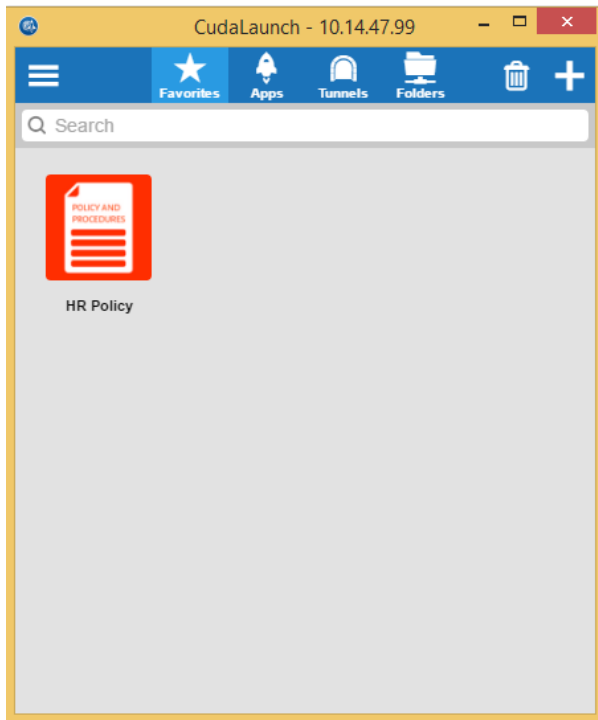 CudaLaunch - 10.14.47.99
Favorites Apps Tunnels Folders
Search
POLICY AND
PROCEDURES
HR Policy